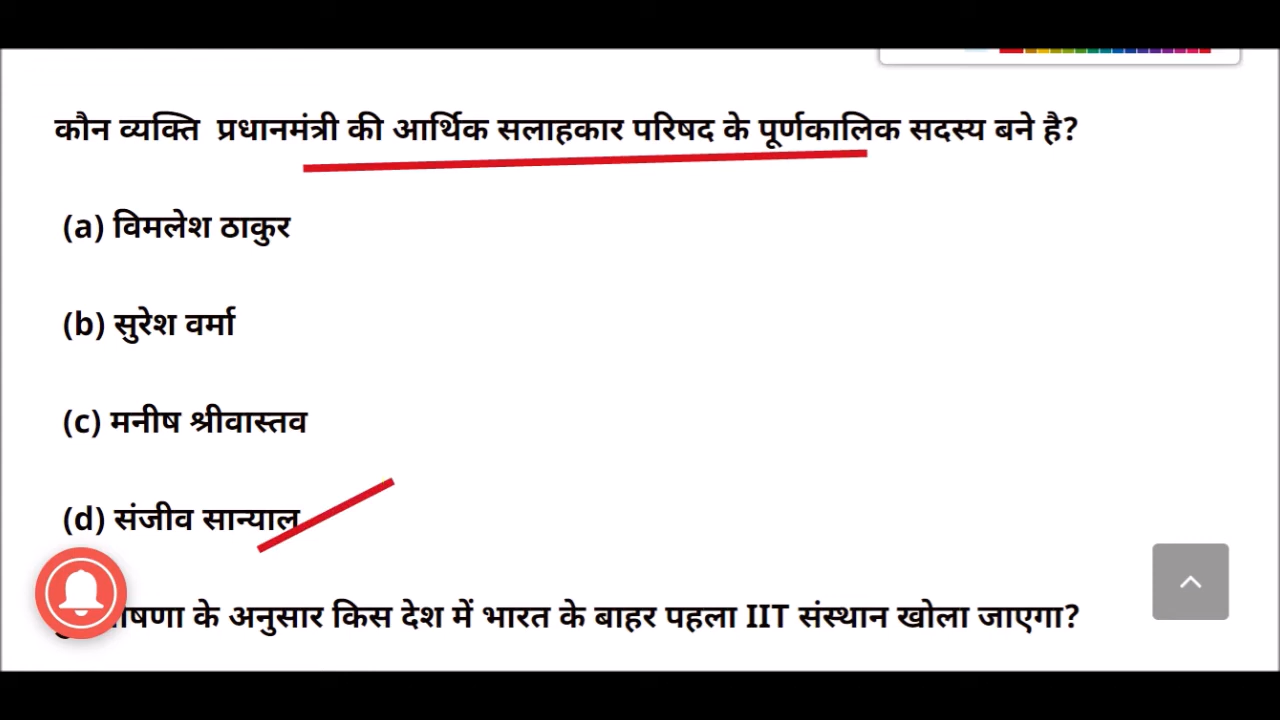 कौन व्यक्ति प्रधानमंत्री की आर्थिक सलाहकार परिषद के पूर्णकालिक सदस्य बने है?
(a) विमलेश ठाकुर
(b) सुरेश वर्मा
(c) मनीष श्रीवास्तव
(d) संजीव सान्याल
के अनुसार किस देश में भारत के बाहर पहला IIT संस्थान खोला जाएगा?